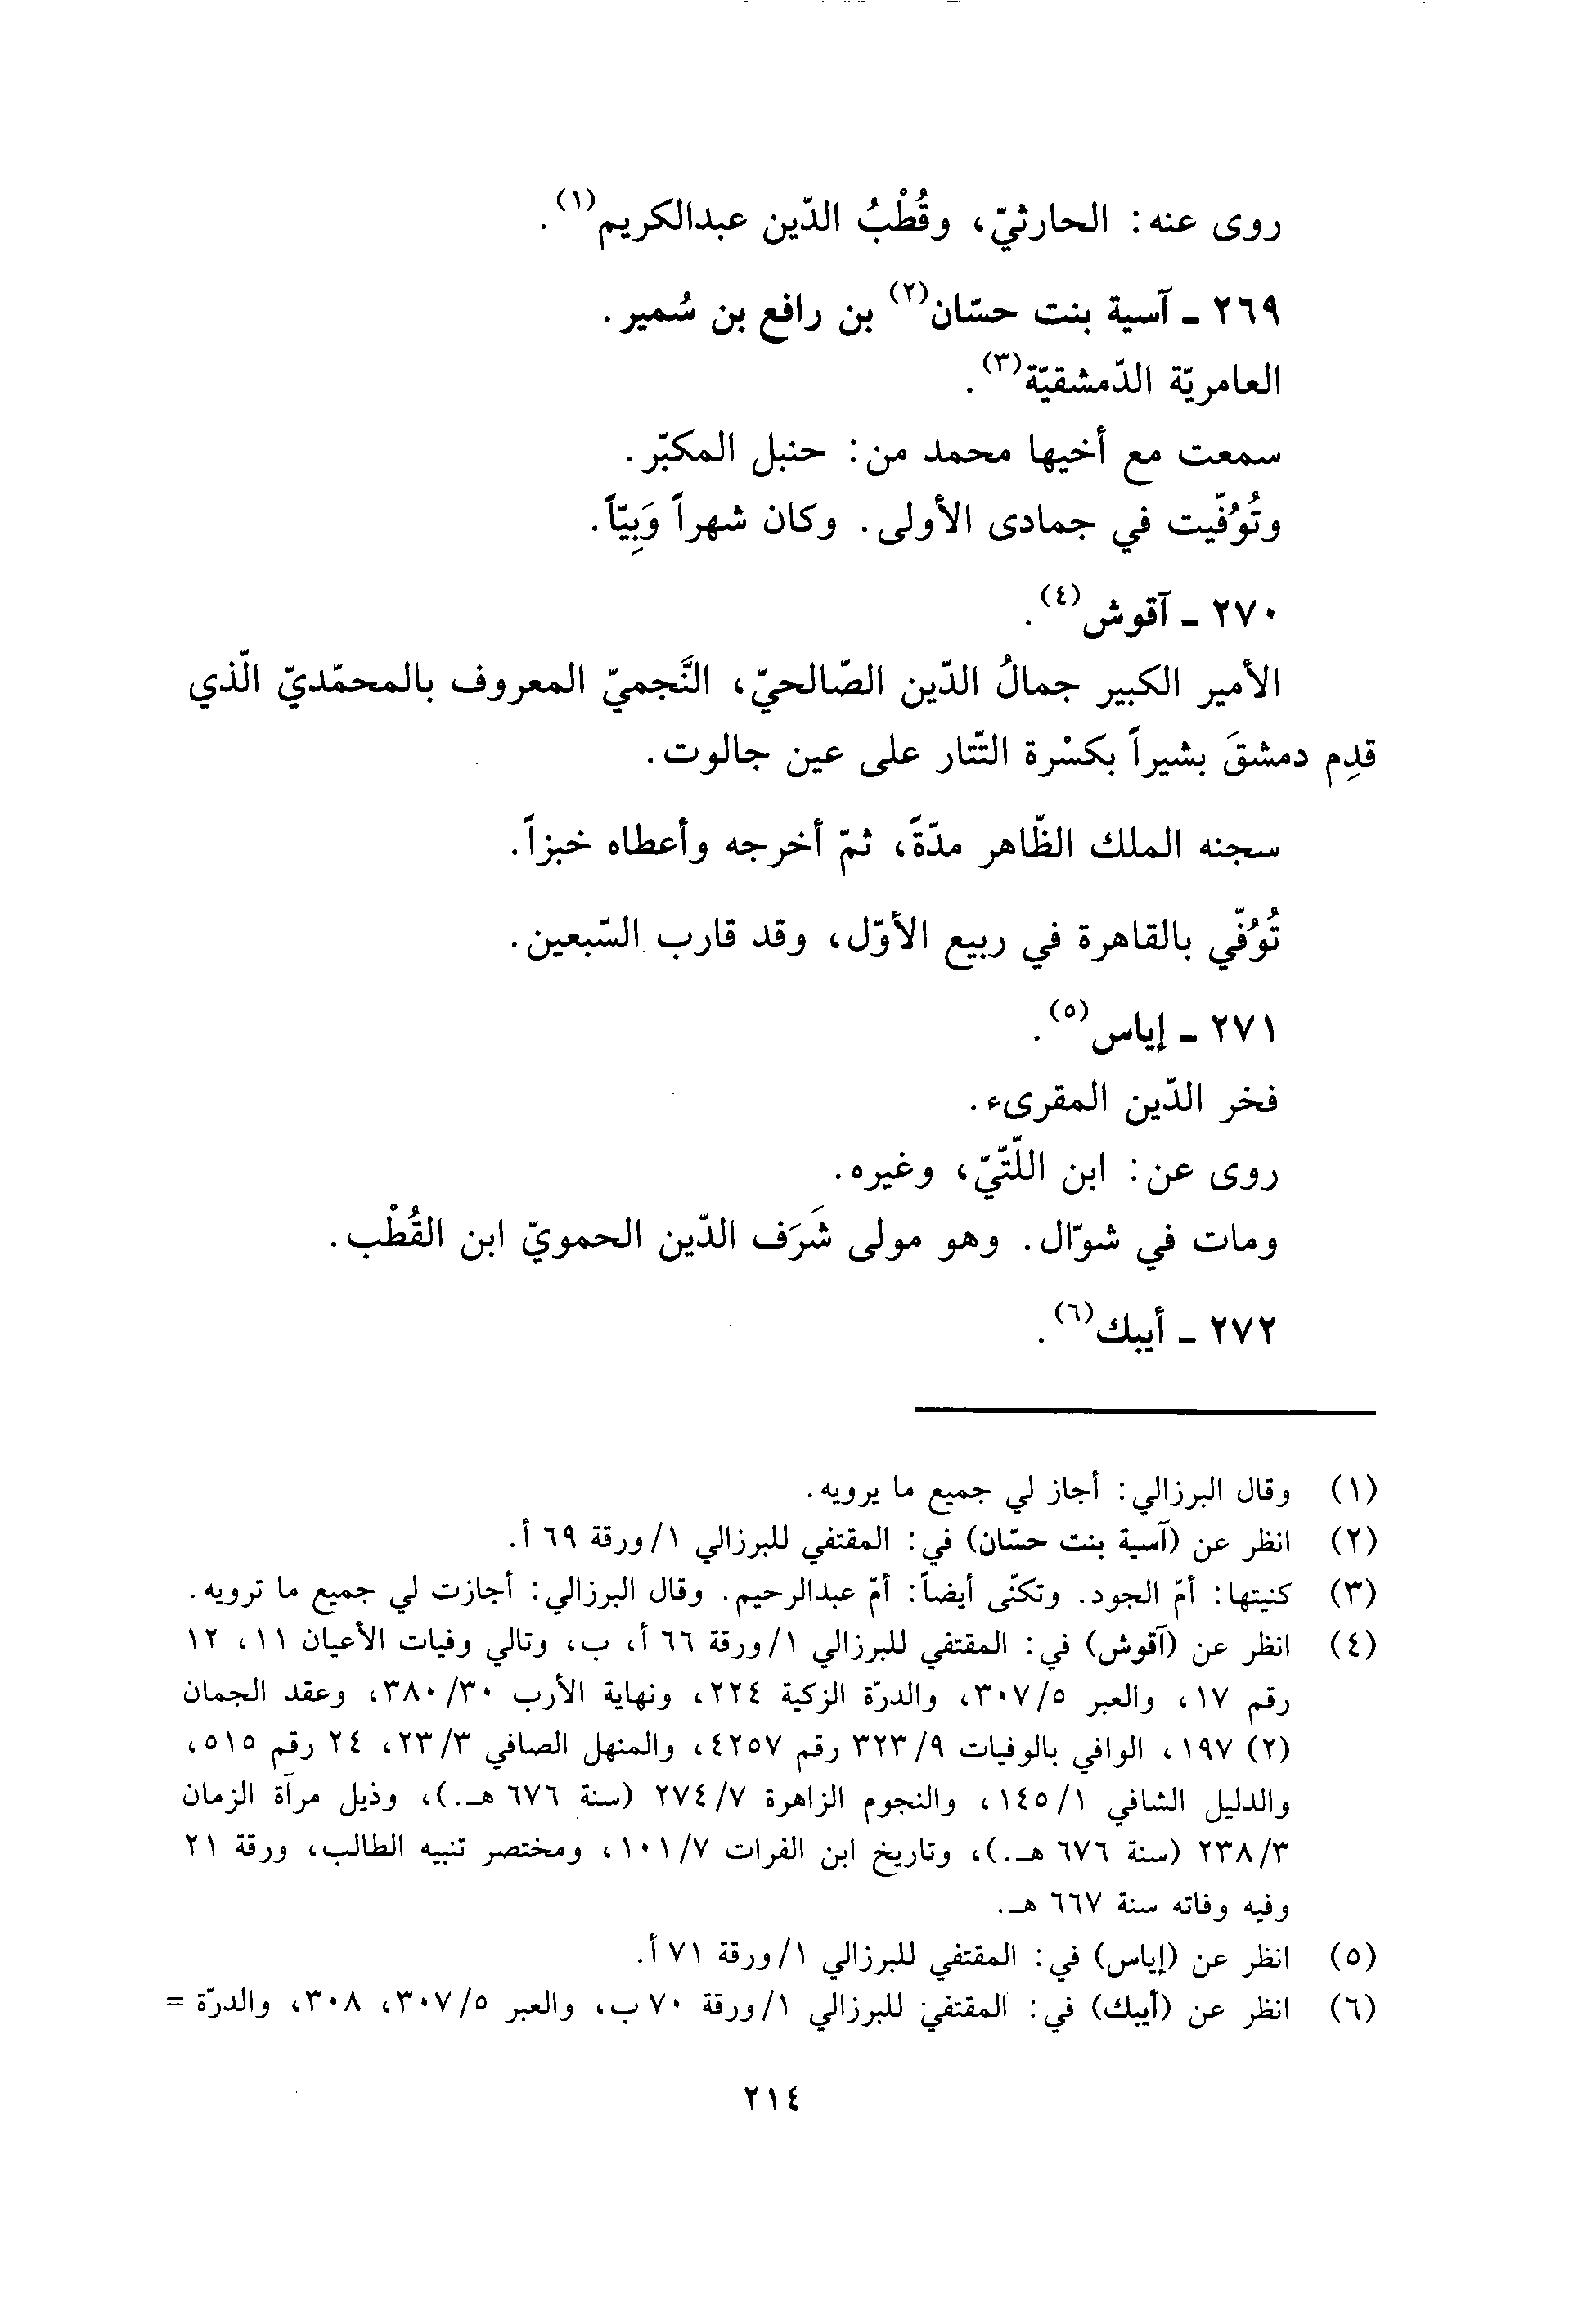 روى عنه: الحارثيّ، وقُطْبُ الدّين عبدالكريم(١).
٢٦٩ ـ آسية بنت حسّان(٢) بن رافع بن سُمير.
العامريّة الدّمشقيّة(٣).
سمعت مع أخيها محمد من: حنبل المكبّر.
وتُوُفّيت في جمادى الأولى. وكان شهراً وَبِيّاً.
٢٧٠ ـ آقوش(٤).
الأمير الكبير جمالُ الدّين الصّالحيّ، النَّجميّ المعروف بالمحمّديّ الّذي
قدِم دمشقَ بشيراً بكسْرة التّتار على عين جالوت.
سجنه الملك الظّاهر مدّةً، ثمّ أخرجه وأعطاه خبزاً.
تُوُفّي بالقاهرة في ربيع الأوّل، وقد قارب السّبعين.
٢٧١ ـ إياس(٥).
فخر الدّين المقرىء.
روى عن: ابن اللّتّيّ، وغيره.
ومات في شوّال. وهو مولى شَرَف الدّين الحمويّ ابن القُطْب.
٢٧٢ ـ أيبك(٦).
(١) وقال البرزالي: أجاز لي جميع ما يرويه.
(٢) انظر عن (آسية بنت حسّان) في: المقتفي للبرزالي ١/ورقة ٦٩ أ.
(٣) كنيتها: أمّ الجود. وتكنّى أيضاً: أمّ عبدالرحيم. وقال البرزالي: أجازت لي جميع ما ترويه.
(٤) انظر عن (آقوش) في: المقتفي للبرزالي ١/ورقة ٦٦ أ، ب، وتالي وفيات الأعيان ١١، ١٢
رقم ١٧، والعبر ٣٠٧/٥، والدرّة الزكية ٢٢٤، ونهاية الأرب ٣٨٠/٣٠، وعقد الجمان
(٢) ١٩٧، الوافي بالوفيات ٣٢٣/٩ رقم ٤٢٥٧، والمنهل الصافي ٢٣/٣، ٢٤ رقم ٥١٥،
والدليل الشافي ١٤٥/١، والنجوم الزاهرة ٢٧٤/٧ (سنة ٦٧٦ هـ.)، وذيل مرآة الزمان
٢٣٨/٣ (سنة ٦٧٦ هـ.)، وتاريخ ابن الفرات ١٠١/٧، ومختصر تنبيه الطالب، ورقة ٢١
وفيه وفاته سنة ٦٦٧ هـ.
(٥) انظر عن (إياس) في: المقتفي للبرزالي ١/ورقة ٧١ أ.
(٦) انظر عن (أيبك) في: المقتفي للبرزالي ١/ورقة ٧٠ ب، والعبر ٣٠٧/٥، ٣٠٨، والدرّة =
٢١٤